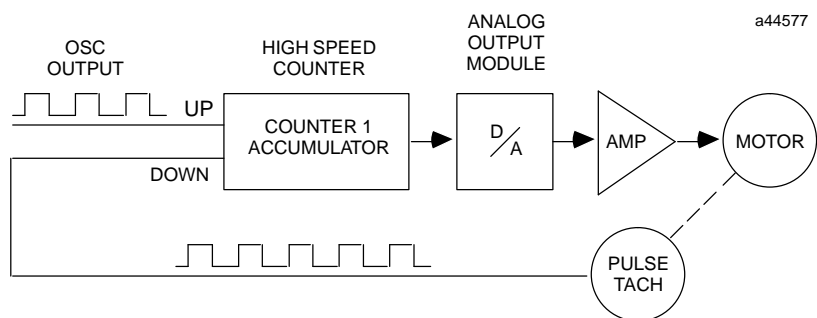 a44577
OSC
OUTPUT
HIGH SPEED
COUNTER
ANALOG
OUTPUT
MODULE
UP
DOWN
COUNTER 1
ACCUMULATOR
D/A
AMP
MOTOR
PULSE
TACH